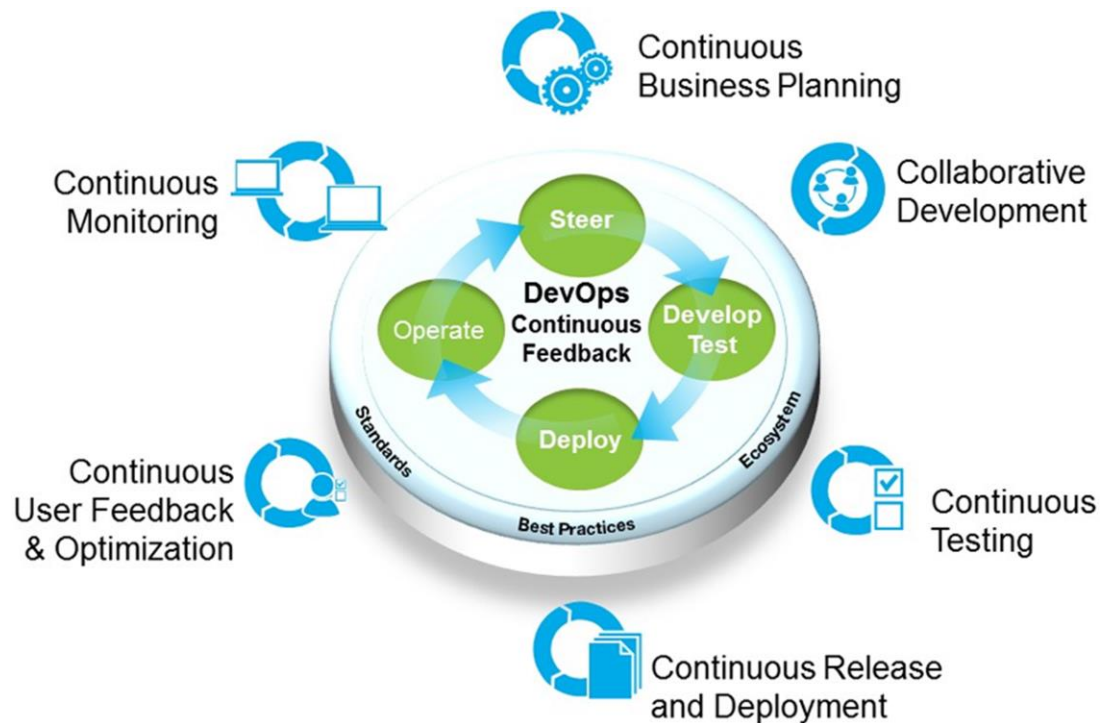 Continuous
Business Planning
Continuous
Monitoring
Collaborative
Development
Steer
DevOps
Continuous
Feedback
Operate
Develop
Test
Deploy
Standards
Best Practices
Ecosystem
Continuous
User Feedback
& Optimization
Continuous
Testing
Continuous Release
and Deployment